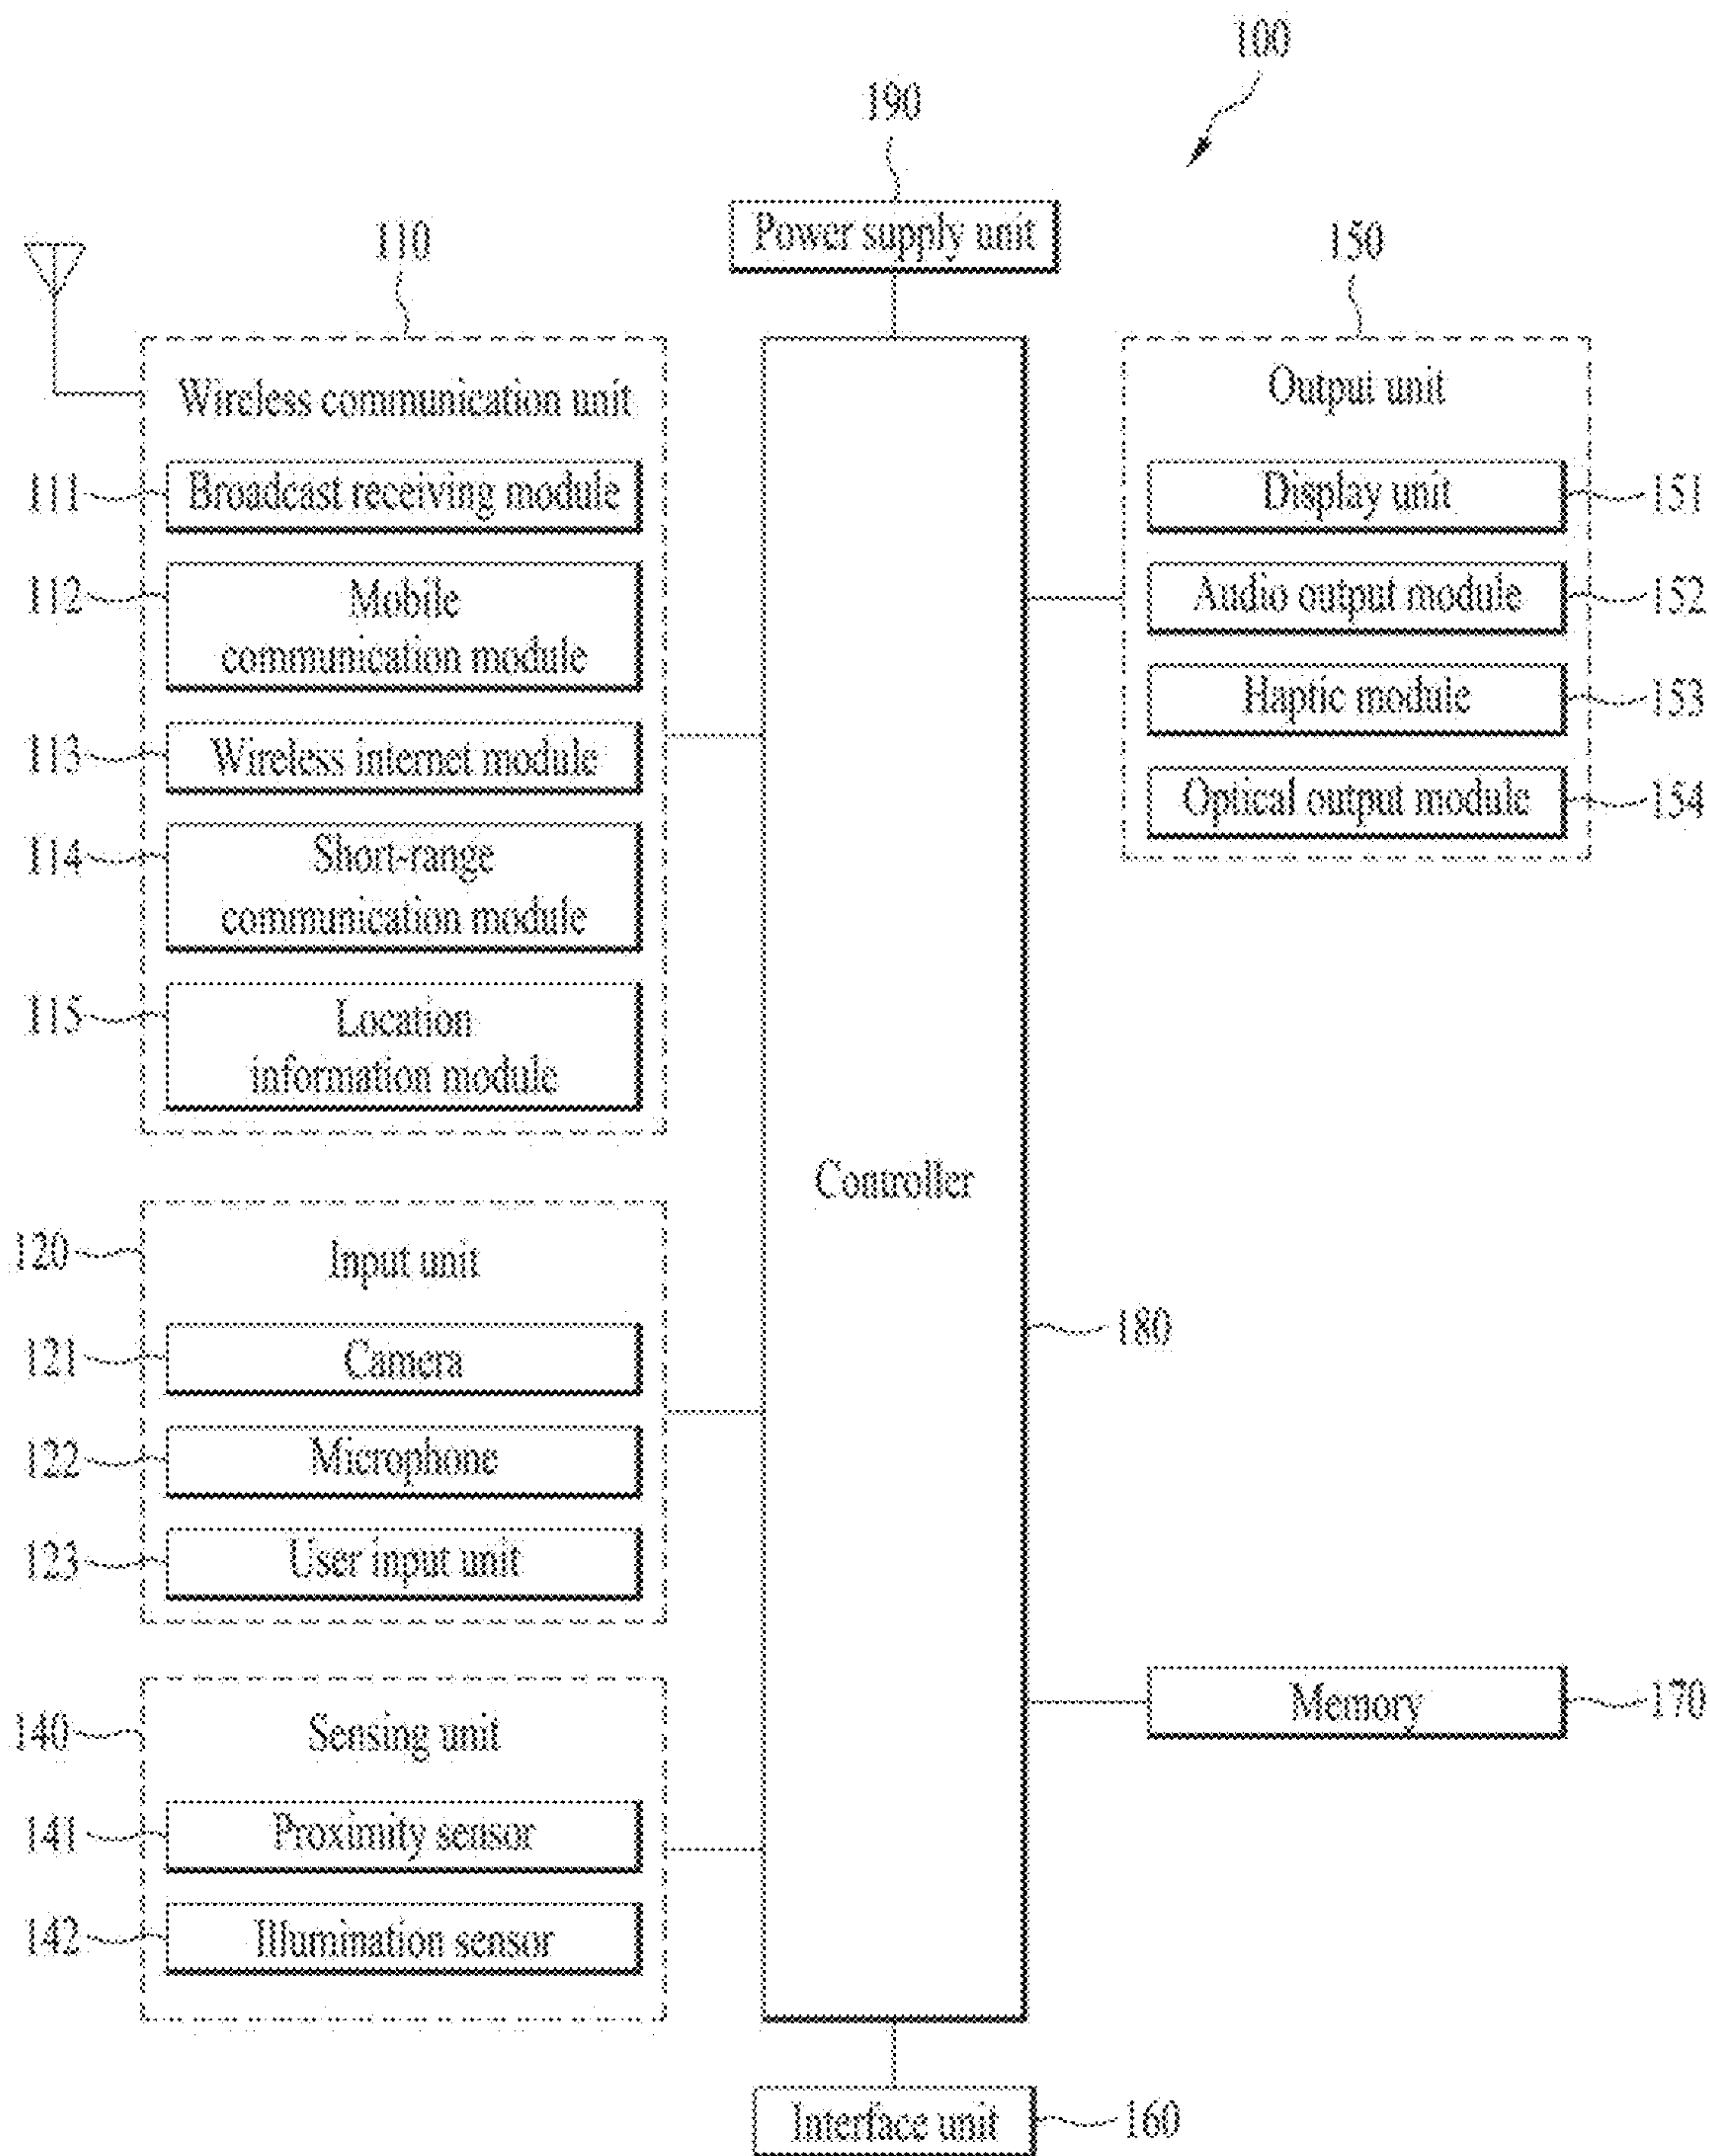 100
190
Power supply unit
110
150
Wireless communication unit
111
Broadcast receiving module
112
Mobile
communication module
113
Wireless internet module
114
Short-range
communication module
115
Location
information module
Output unit
Display unit
151
Audio output module
152
Haptic module
153
Optical output module
154
Controller
180
120
Input unit
121
Camera
122
Microphone
123
User input unit
140
Sensing unit
141
Proximity sensor
142
Illumination sensor
Memory
170
Interface unit
160